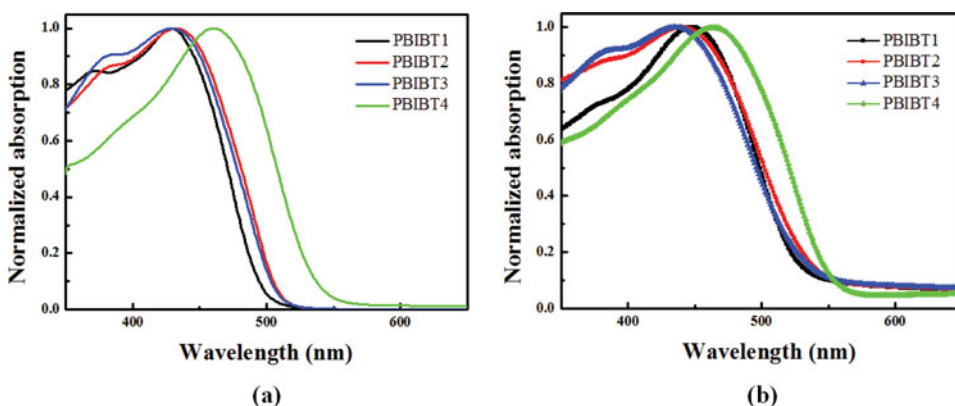 1.0
0.8
0.6
0.4
0.2
0.0
Normalized absorption
PBIBT1
PBIBT2
PBIBT3
PBIBT4
400
500
600
Wavelength (nm)
(a)
1.0
0.8
0.6
0.4
0.2
0.0
Normalized absorption
PBIBT1
PBIBT2
PBIBT3
PBIBT4
400
500
600
Wavelength (nm)
(b)